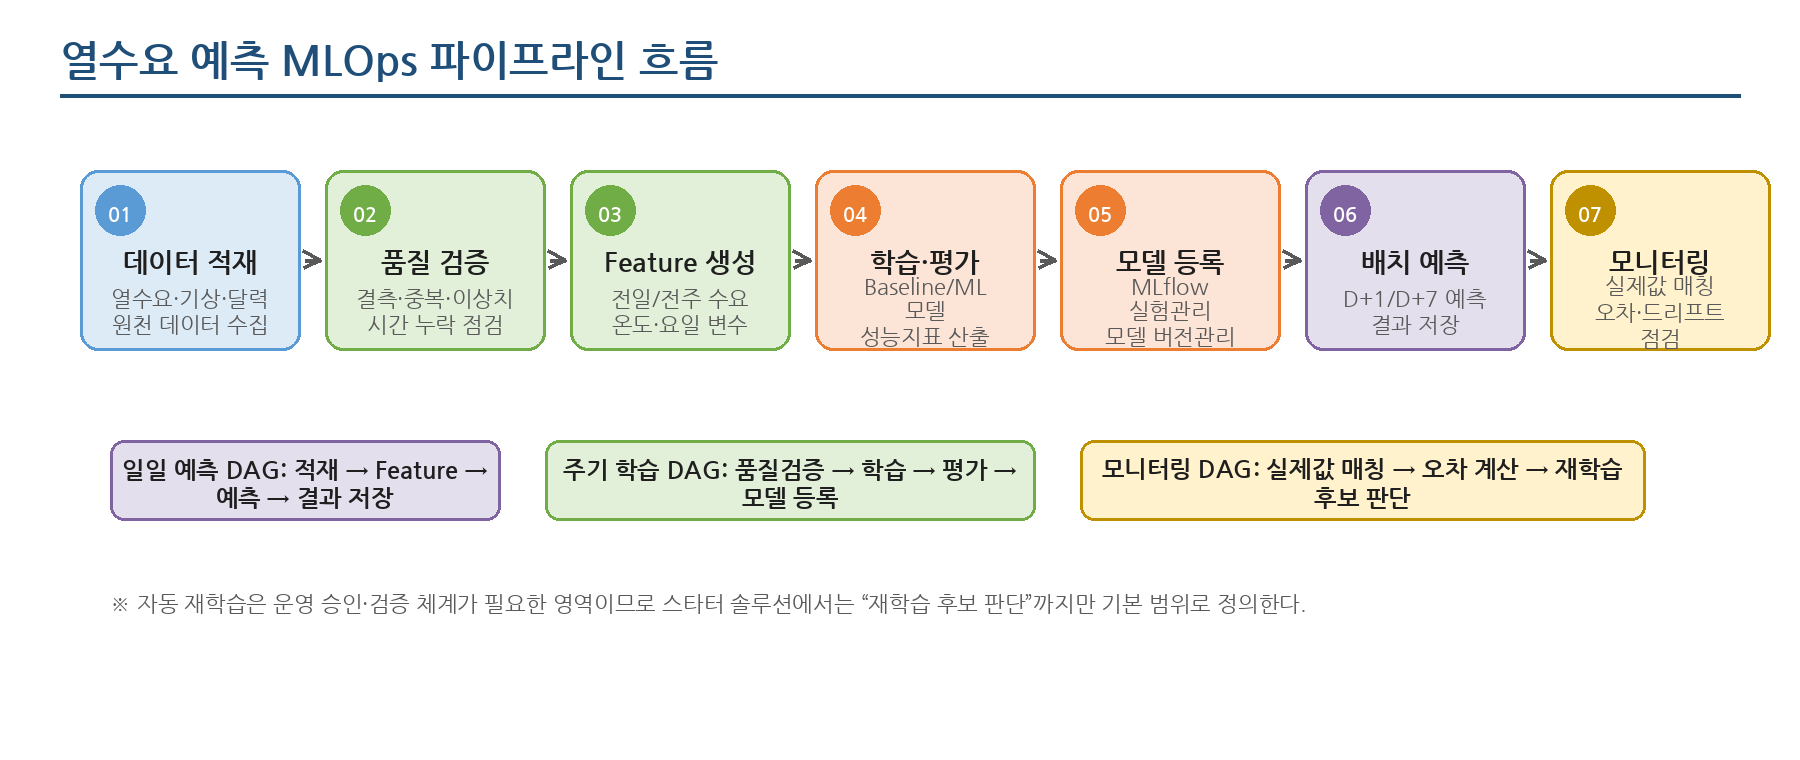 열수요 예측 MLOps 파이프라인 흐름
01
데이터 적재
열수요·기상·달력
원천 데이터 수집
02
품질 검증
결측·중복·이상치
시간 누락 점검
03
Feature 생성
전일/전주 수요
온도·요일 변수
04
학습·평가
Baseline/ML
모델
성능지표 산출
05
모델 등록
MLflow
실험관리
모델 버전관리
06
배치 예측
D+1/D+7 예측
결과 저장
07
모니터링
실제값 매칭
오차·드리프트
점검
일일 예측 DAG: 적재 → Feature →
예측 → 결과 저장
주기 학습 DAG: 품질검증 → 학습 → 평가 →
모델 등록
모니터링 DAG: 실제값 매칭 → 오차 계산 → 재학습
후보 판단
※ 자동 재학습은 운영 승인·검증 체계가 필요한 영역이므로 스타터 솔루션에서는 “재학습 후보 판단”까지만 기본 범위로 정의한다.